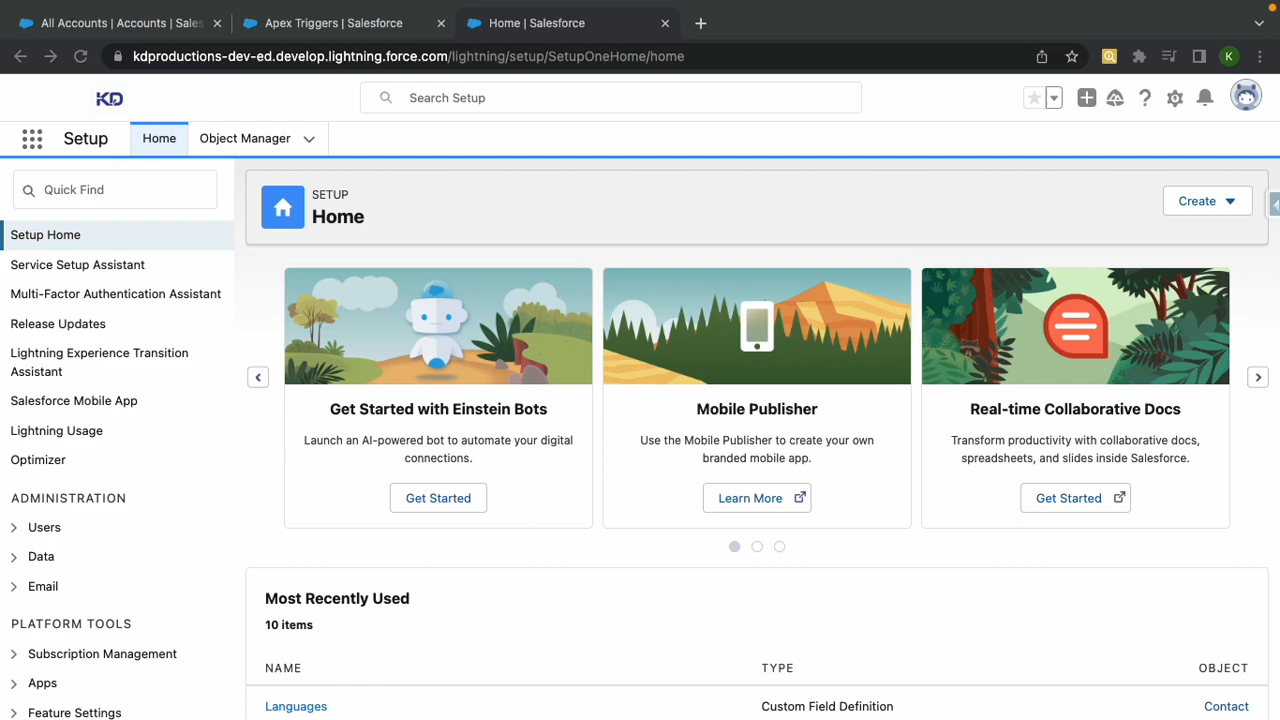 All Accounts | Accounts | Sales
Apex Triggers | Salesforce
Home | Salesforce
kdproductions-dev-ed.develop.lightning.force.com/lightning/setup/SetupOneHome/home
K
KD
Search Setup
Setup
Home
Object Manager
Quick Find
Setup Home
Service Setup Assistant
Multi-Factor Authentication Assistant
Release Updates
Lightning Experience Transition
Assistant
Salesforce Mobile App
Lightning Usage
Optimizer
ADMINISTRATION
Users
Data
Email
PLATFORM TOOLS
Subscription Management
Apps
Feature Settings
SETUP
Home
Create
Get Started with Einstein Bots
Launch an AI-powered bot to automate your digital
connections.
Get Started
Mobile Publisher
Use the Mobile Publisher to create your own
branded mobile app.
Learn More
Real-time Collaborative Docs
Transform productivity with collaborative docs,
spreadsheets, and slides inside Salesforce.
Get Started
Most Recently Used
10 items
NAME TYPE OBJECT
Languages Custom Field Definition Contact